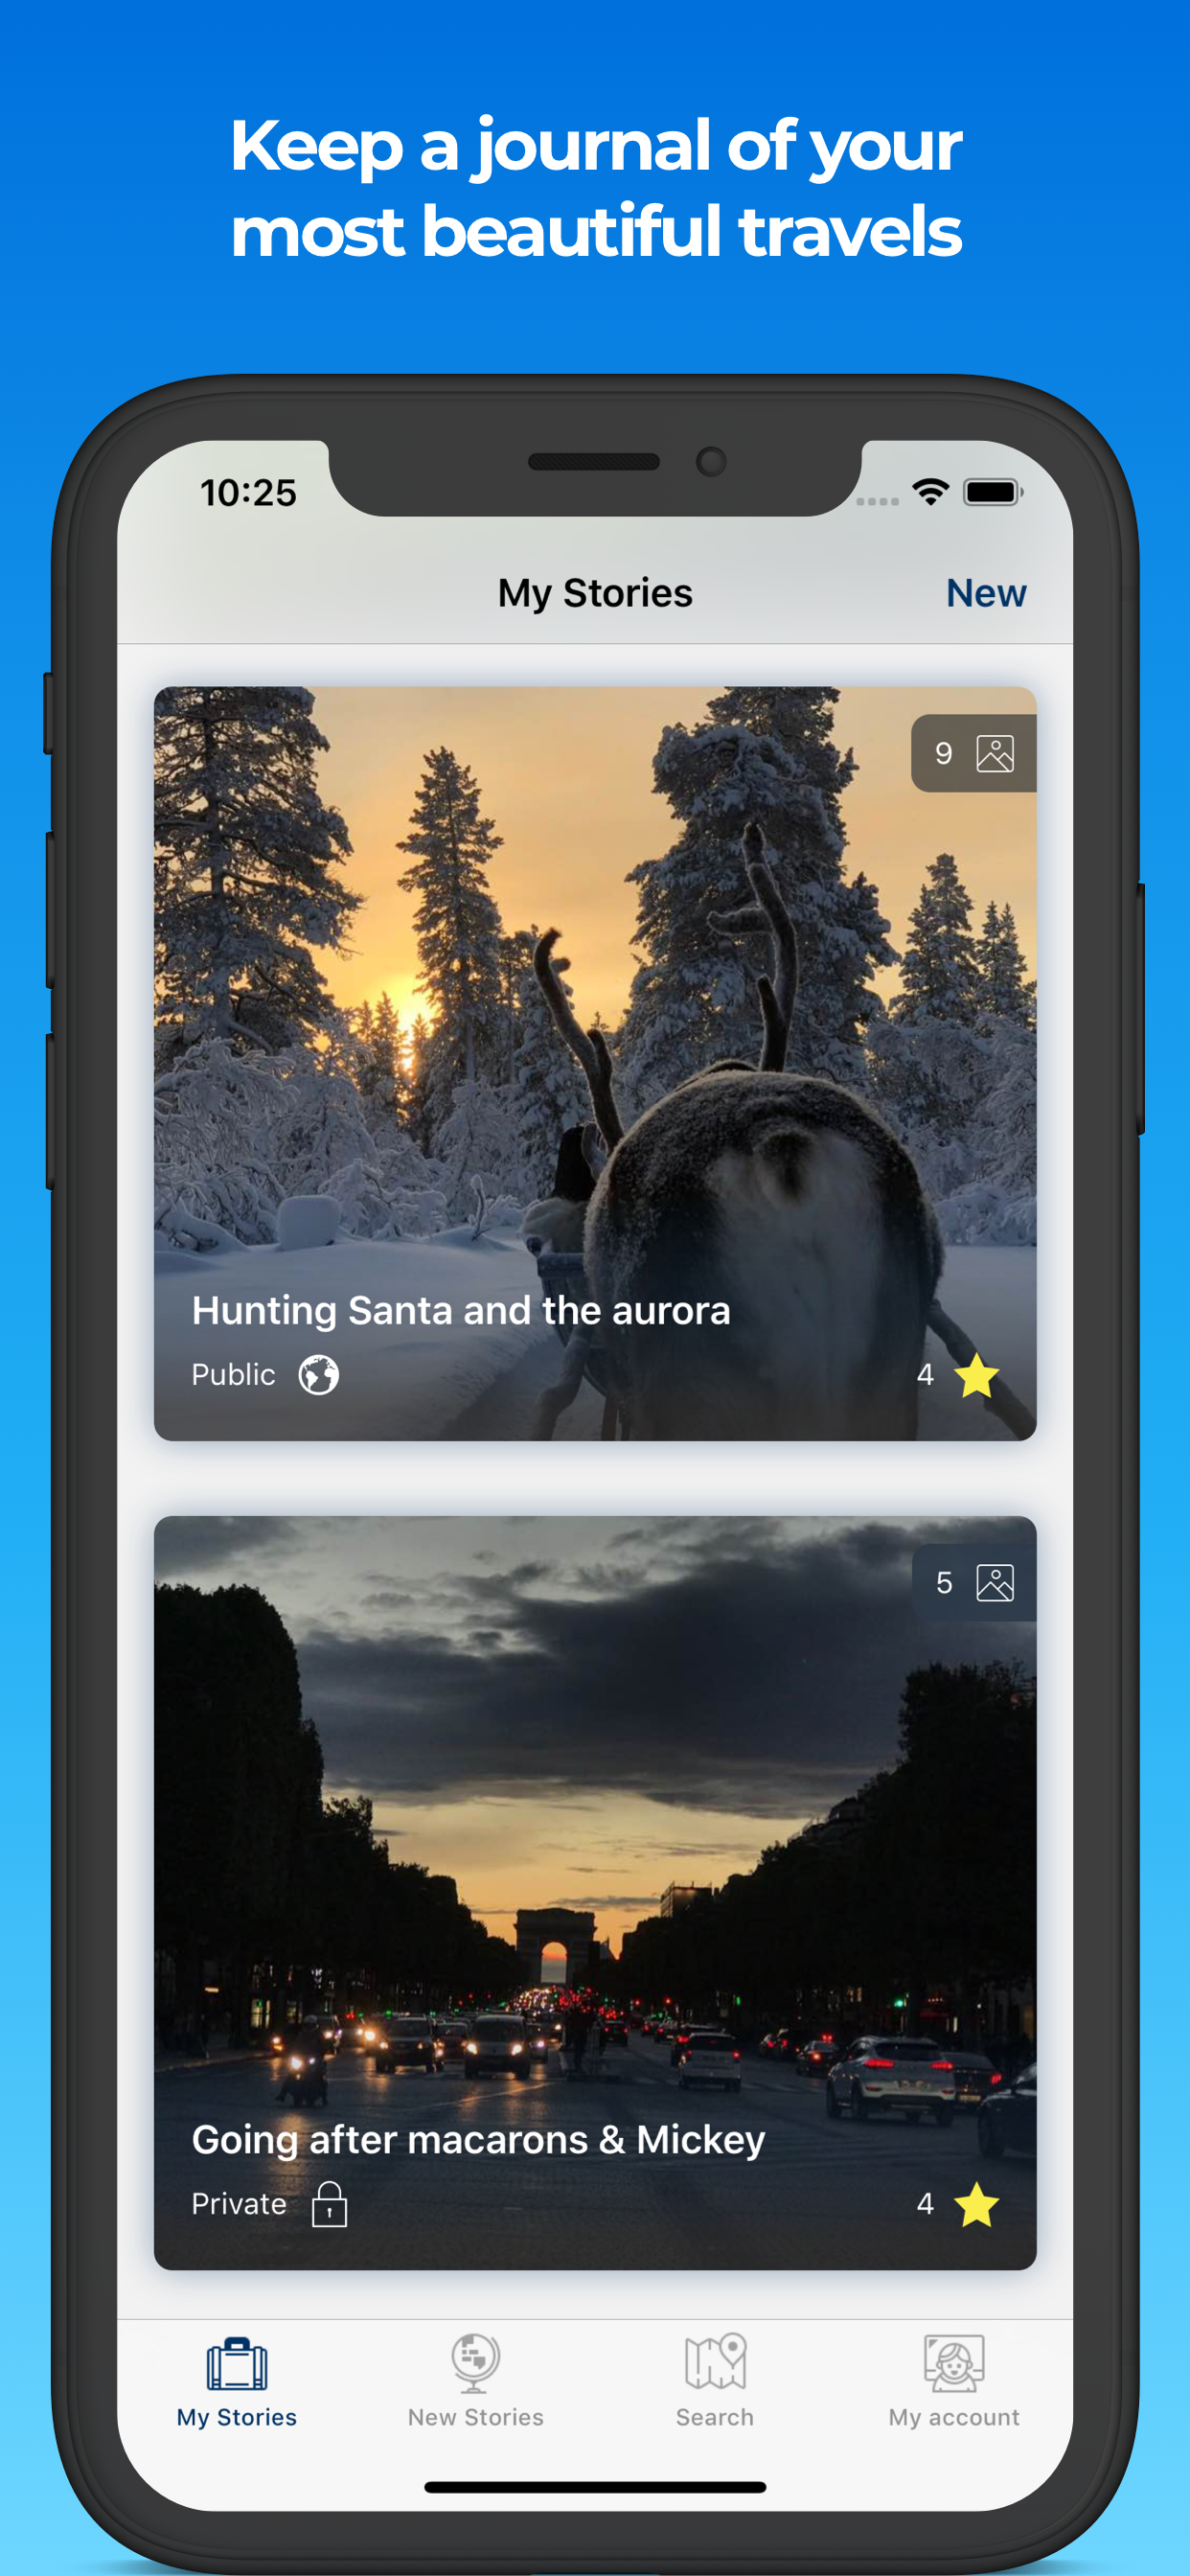 Keep a journal of your
most beautiful travels
10:25
My Stories
New
9
Hunting Santa and the aurora
Public
4
5
Going after macarons & Mickey
Private
4
My Stories
New Stories
Search
My account